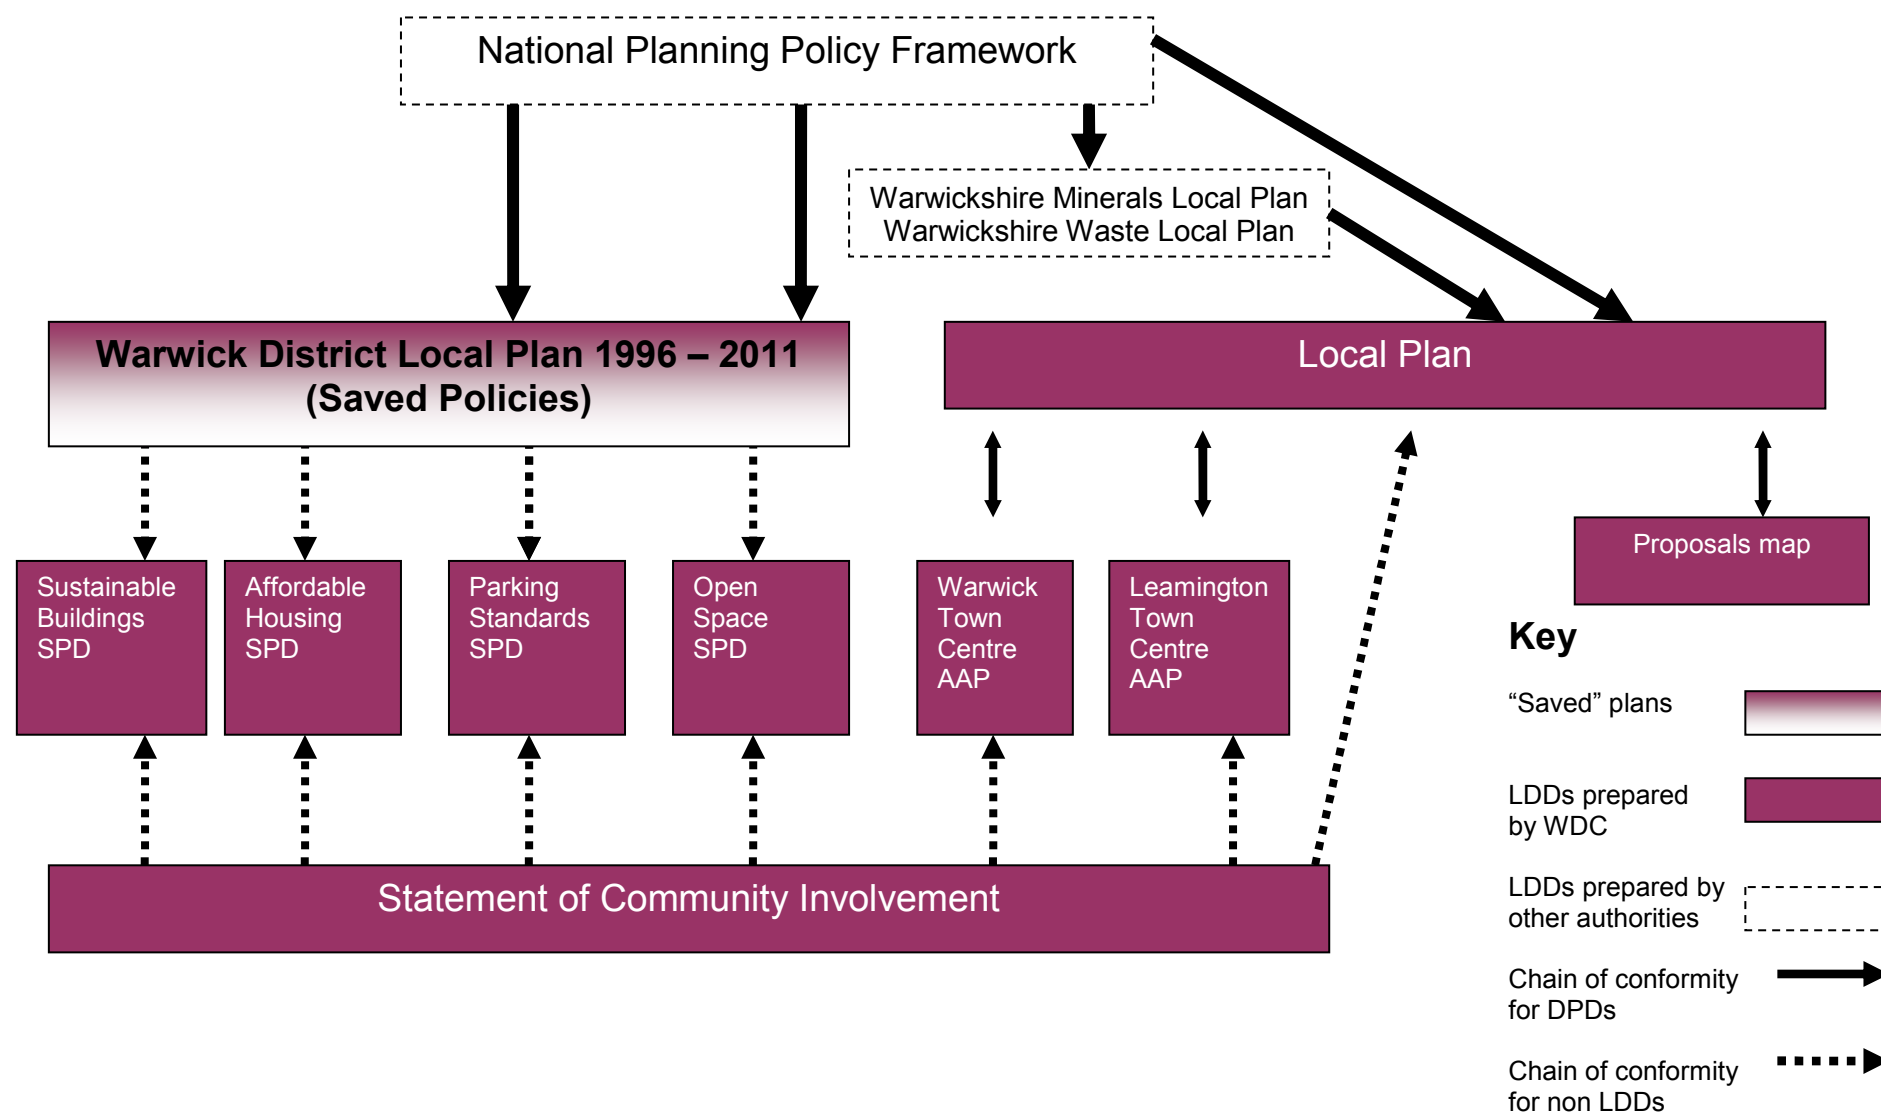 National Planning Policy Framework
Warwickshire Minerals Local Plan
Warwickshire Waste Local Plan
Warwick District Local Plan 1996 – 2011
(Saved Policies)
Local Plan
Sustainable
Buildings
SPD
Affordable
Housing
SPD
Parking
Standards
SPD
Open
Space
SPD
Warwick
Town
Centre
AAP
Leamington
Town
Centre
AAP
Proposals map
Statement of Community Involvement
Key
“Saved” plans
LDDs prepared
by WDC
LDDs prepared by
other authorities
Chain of conformity
for DPDs
Chain of conformity
for non LDDs